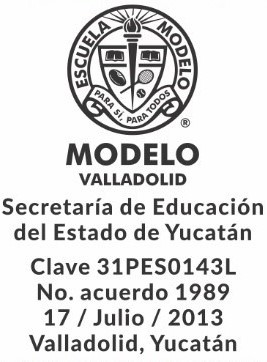 ESCUELA MODELO
PARA SÍ, PARA TODOS
®
MODELO
VALLADOLID
Secretaría de Educación
del Estado de Yucatán
Clave 31PES0143L
No. acuerdo 1989
17 / Julio / 2013
Valladolid, Yucatán